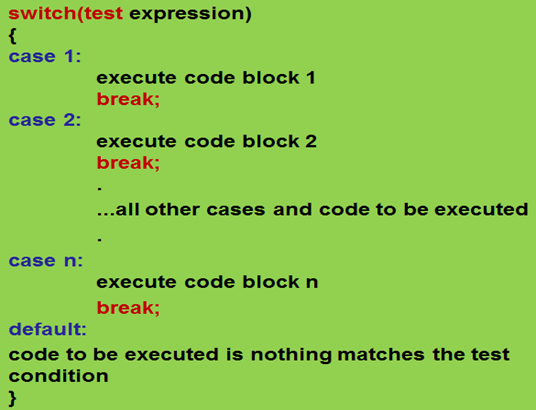 switch(test expression)
{
case 1:
execute code block 1
break;
case 2:
execute code block 2
break;
.
...all other cases and code to be executed
.
case n:
execute code block n
break;
default:
code to be executed is nothing matches the test
condition
}